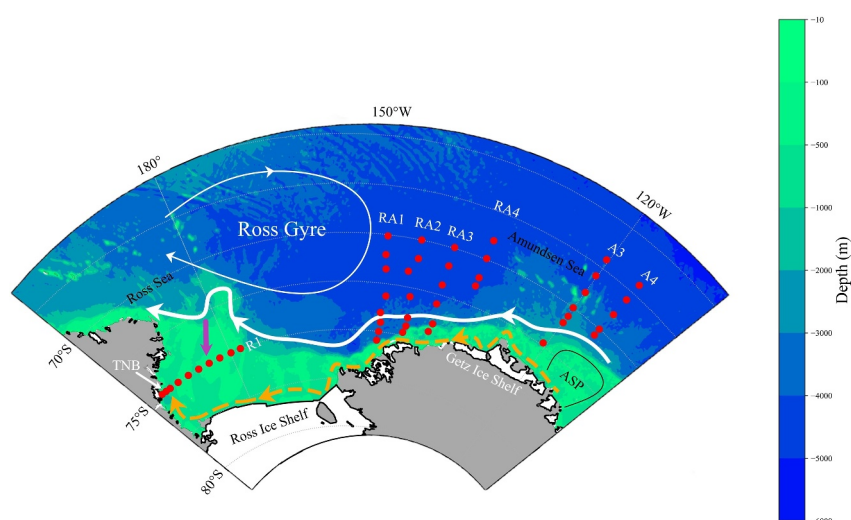 150°W
180°
120°W
RA4
RA1
RA2
RA3
Ross Gyre
Amundsen Sea
A3
A4
Ross Sea
R1
70°S
TNB
Getz Ice Shelf
ASP
75°S
Ross Ice Shelf
80°S
−10
−100
−500
−1000
−2000
−3000
−4000
−5000
−6000
Depth (m)